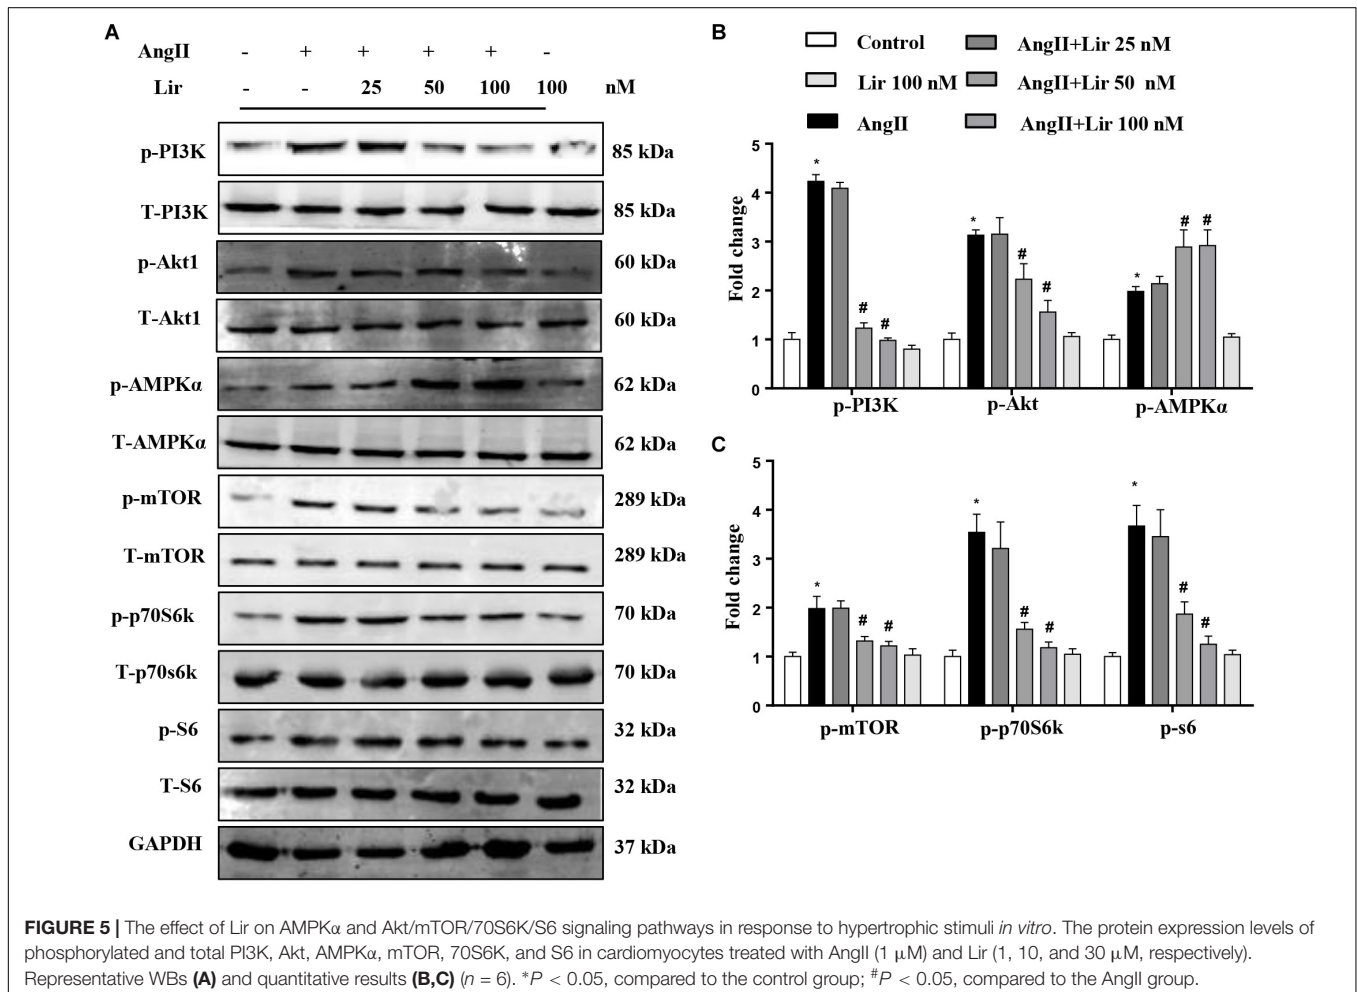 A
AngII - + + + + -
Lir - - 25 50 100 100 nM
p-PI3K 85 kDa
T-PI3K 85 kDa
p-Akt1 60 kDa
T-Akt1 60 kDa
p-AMPKα 62 kDa
T-AMPKα 62 kDa
p-mTOR 289 kDa
T-mTOR 289 kDa
p-p70S6k 70 kDa
T-p70s6k 70 kDa
p-S6 32 kDa
T-S6 32 kDa
GAPDH 37 kDa
B
Control AngII+Lir 25 nM
Lir 100 nM AngII+Lir 50 nM
AngII AngII+Lir 100 nM
Fold change
5
4
3
2
1
0
* * # # * # # # #
p-PI3K p-Akt p-AMPKα
C
Fold change
5
4
3
2
1
0
* # # * # # * # #
p-mTOR p-p70S6k p-s6
FIGURE 5 | The effect of Lir on AMPKα and Akt/mTOR/70S6K/S6 signaling pathways in response to hypertrophic stimuli in vitro. The protein expression levels of
phosphorylated and total PI3K, Akt, AMPKα, mTOR, 70S6K, and S6 in cardiomyocytes treated with AngII (1 μM) and Lir (1, 10, and 30 μM, respectively).
Representative WBs (A) and quantitative results (B,C) (n = 6). *P < 0.05, compared to the control group; #P < 0.05, compared to the AngII group.